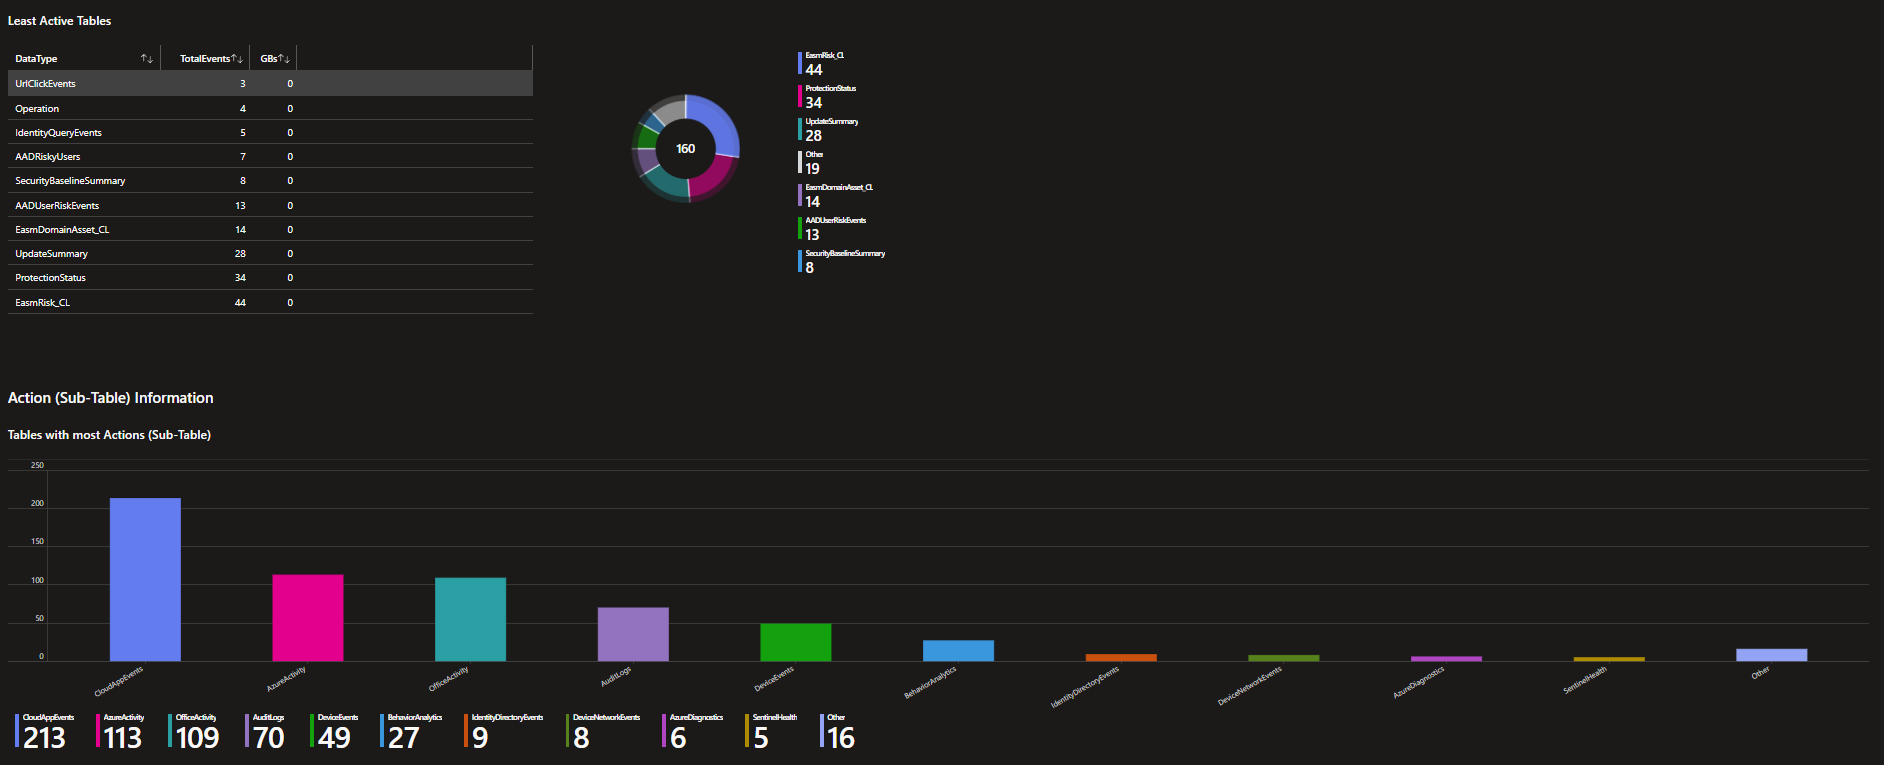 Least Active Tables
DataType TotalEvents GBs
UrlClickEvents 3 0
Operation 4 0
IdentityQueryEvents 5 0
AADRiskyUsers 7 0
SecurityBaselineSummary 8 0
AADUserRiskEvents 13 0
EasmDomainAsset_CL 14 0
UpdateSummary 28 0
ProtectionStatus 34 0
EasmRisk_CL 44 0
160
EasmRisk_CL
44
ProtectionStatus
34
UpdateSummary
28
Other
19
EasmDomainAsset_CL
14
AADUserRiskEvents
13
SecurityBaselineSummary
8
Action (Sub-Table) Information
Tables with most Actions (Sub-Table)
250
200
150
100
50
0
CloudAppEvents AzureActivity OfficeActivity AuditLogs DeviceEvents BehaviorAnalytics IdentityDirectoryEvents DeviceNetworkEvents AzureDiagnostics SentinelHealth Other
CloudAppEvents AzureActivity OfficeActivity AuditLogs DeviceEvents BehaviorAnalytics IdentityDirectoryEvents DeviceNetworkEvents AzureDiagnostics SentinelHealth Other
213 113 109 70 49 27 9 8 6 5 16